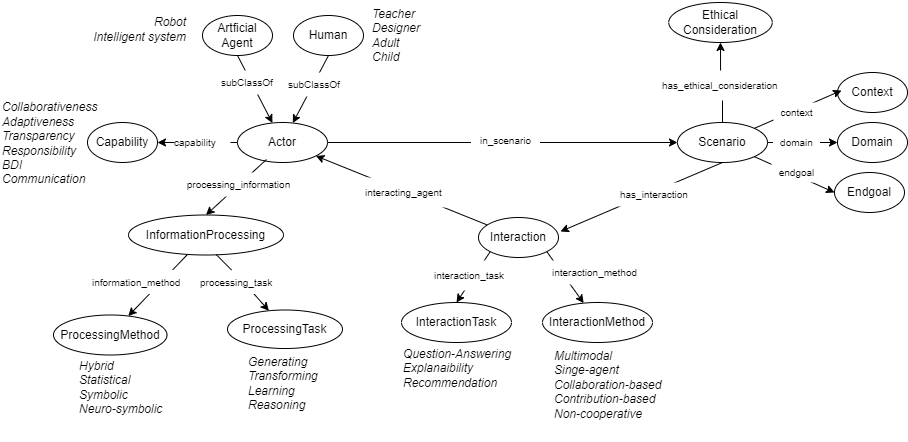 Robot
Intelligent system
Artficial
Agent
Human
Teacher
Designer
Adult
Child
Ethical
Consideration
subClassOf
subClassOf
has_ethical_consideration
Context
context
Collaborativeness
Adaptiveness
Transparency
Responsibility
BDI
Communication
Capability
capability
Actor
in_scenario
Scenario
domain
Domain
endgoal
Endgoal
processing_information
interacting_agent
has_interaction
InformationProcessing
Interaction
information_method
processing_task
interaction_task
interaction_method
ProcessingMethod
ProcessingTask
InteractionTask
InteractionMethod
Hybrid
Statistical
Symbolic
Neuro-symbolic
Generating
Transforming
Learning
Reasoning
Question-Answering
Explanaibility
Recommendation
Multimodal
Singe-agent
Collaboration-based
Contribution-based
Non-cooperative